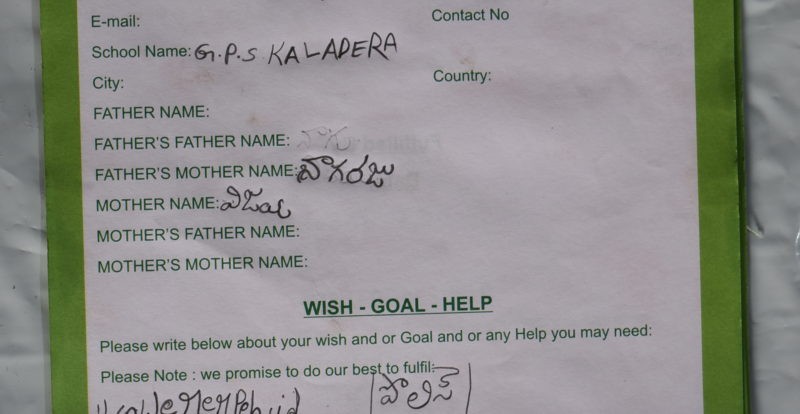 E-mail: Contact No
School Name: G.P.S KALADERA
City: Country:
FATHER NAME:
FATHER'S FATHER NAME: నాగ
FATHER'S MOTHER NAME: నాగరాజు
MOTHER NAME: విజయ
MOTHER'S FATHER NAME:
MOTHER'S MOTHER NAME:
WISH - GOAL - HELP
Please write below about your wish and or Goal and or any Help you may need:
Please Note : we promise to do our best to fulfil:
పోలీస్